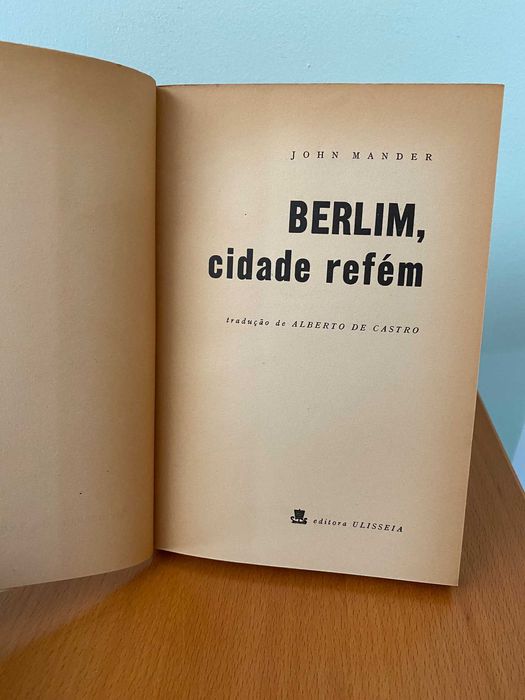 JOHN MANDER
BERLIM,
cidade refém
tradução de ALBERTO DE CASTRO
editora ULISSEIA